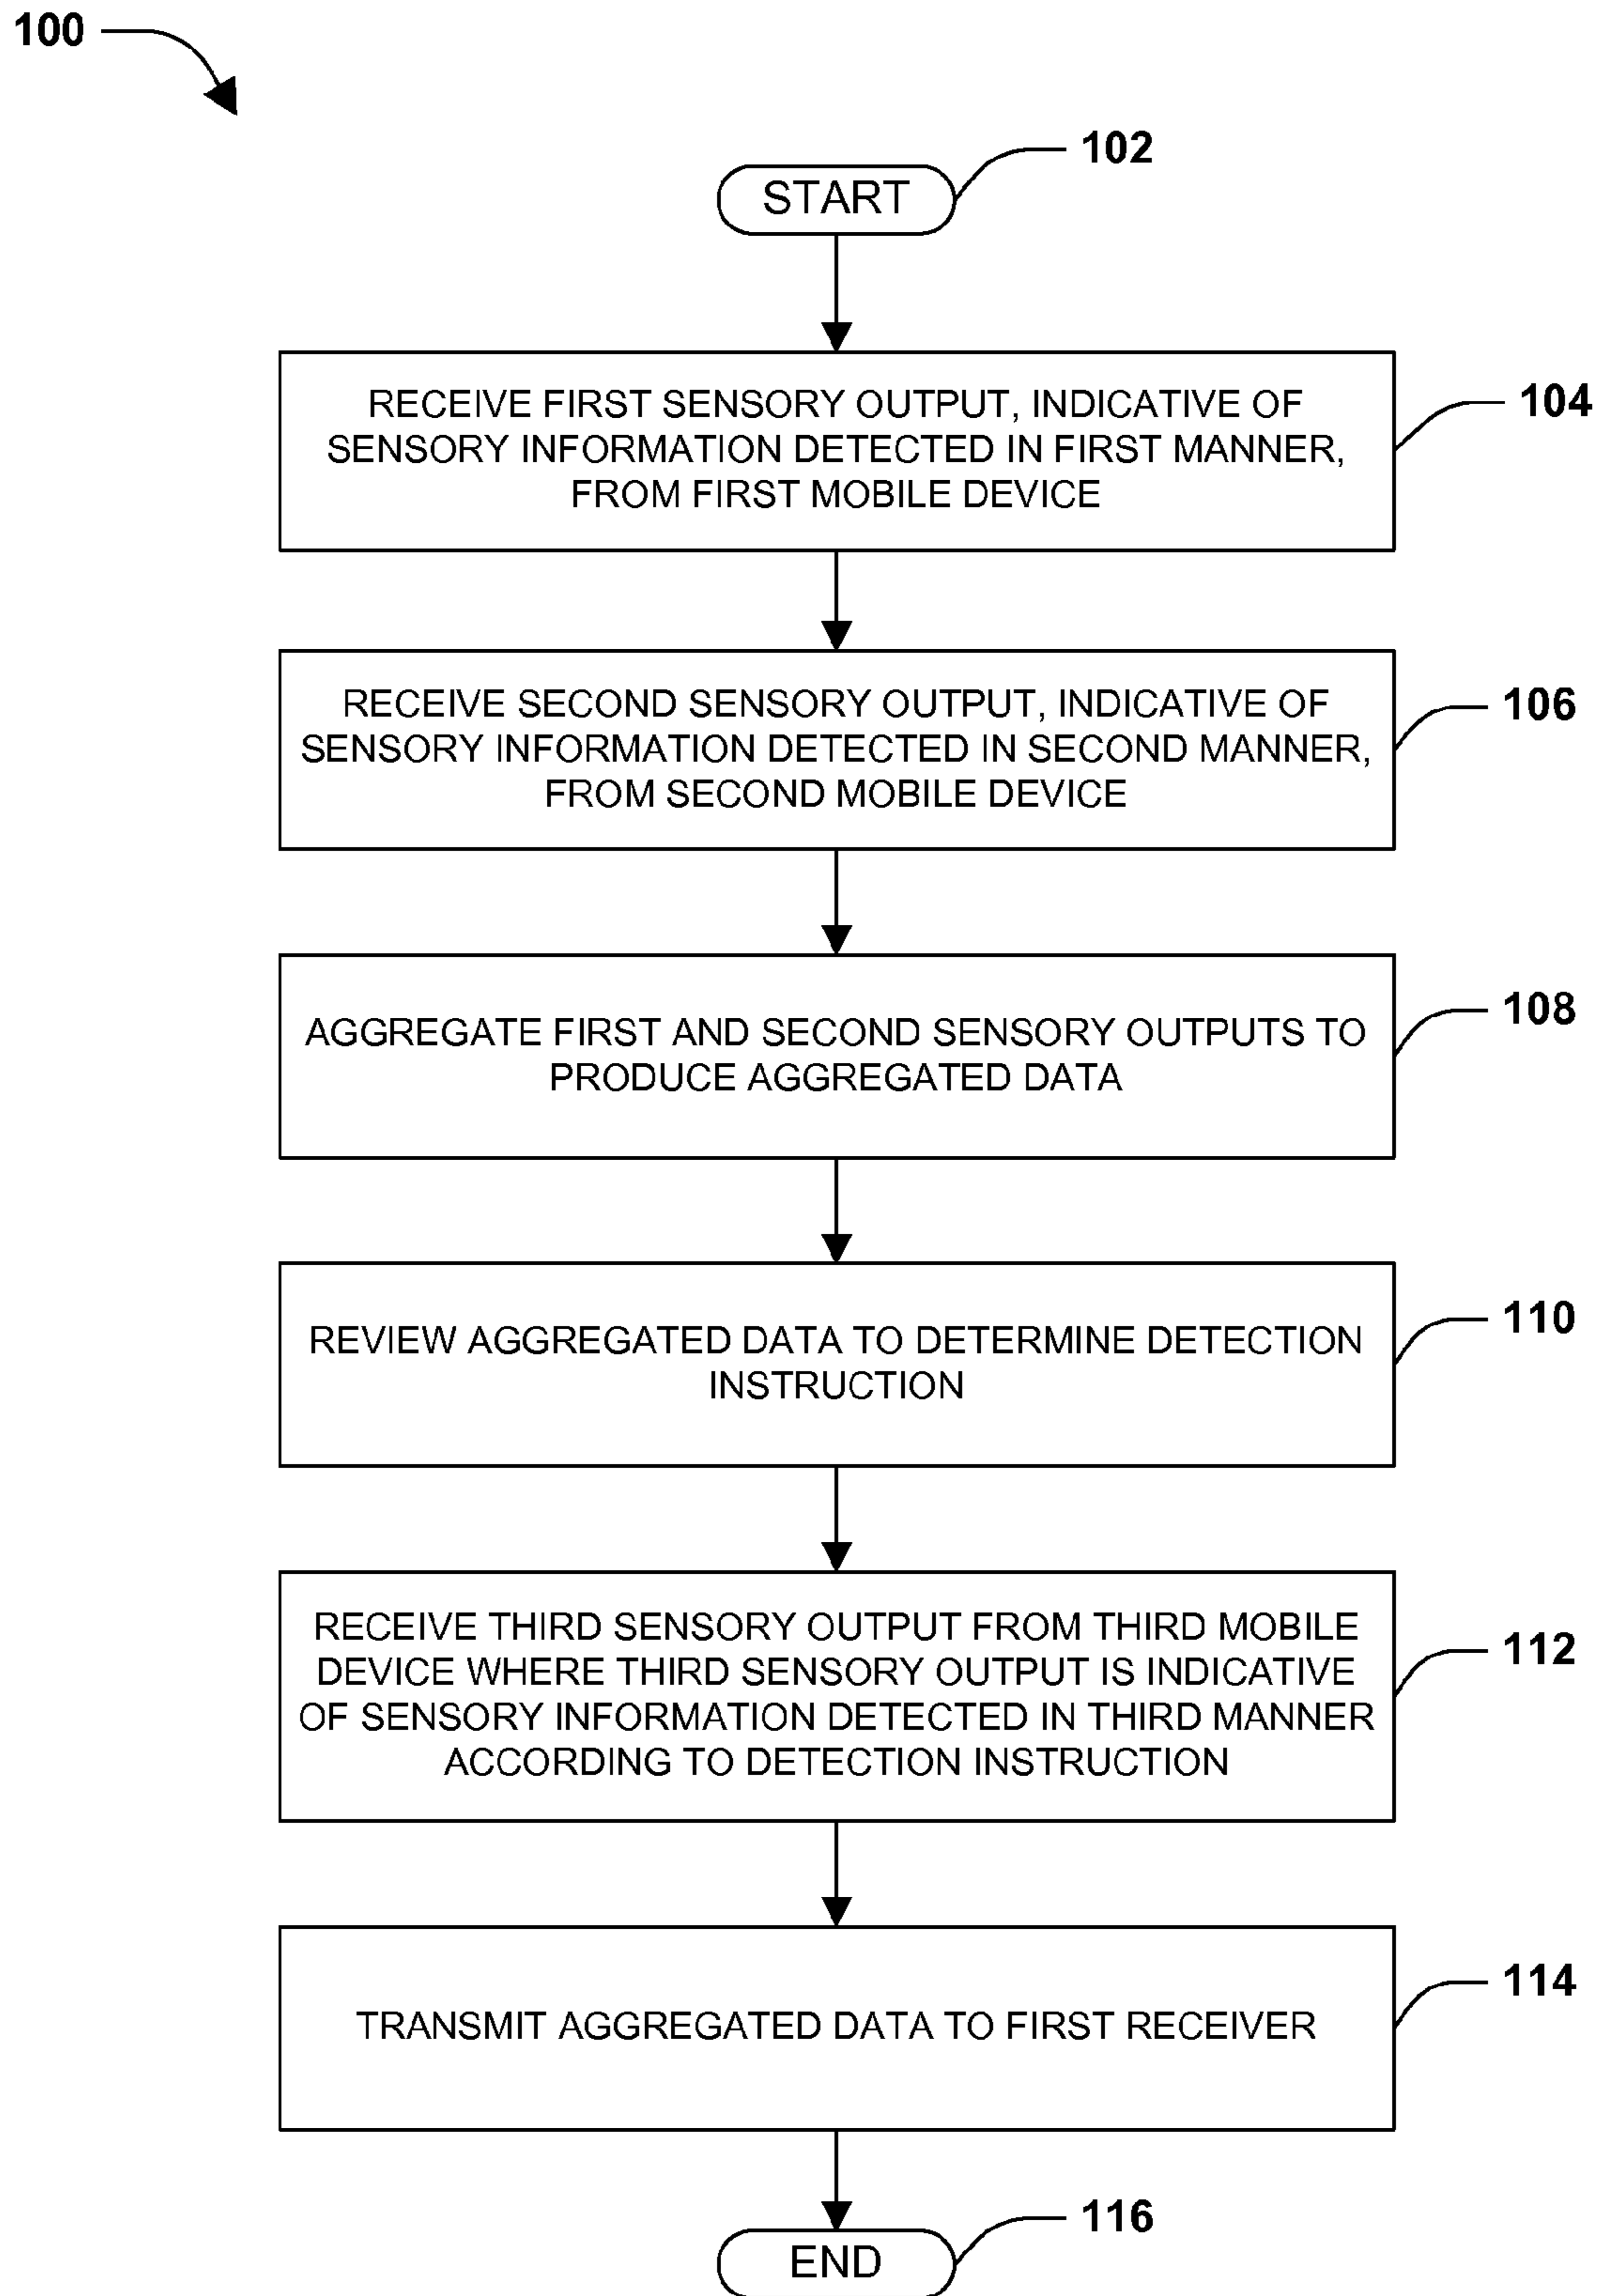 100
102
START
RECEIVE FIRST SENSORY OUTPUT, INDICATIVE OF
SENSORY INFORMATION DETECTED IN FIRST MANNER,
FROM FIRST MOBILE DEVICE
104
RECEIVE SECOND SENSORY OUTPUT, INDICATIVE OF
SENSORY INFORMATION DETECTED IN SECOND MANNER,
FROM SECOND MOBILE DEVICE
106
AGGREGATE FIRST AND SECOND SENSORY OUTPUTS TO
PRODUCE AGGREGATED DATA
108
REVIEW AGGREGATED DATA TO DETERMINE DETECTION
INSTRUCTION
110
RECEIVE THIRD SENSORY OUTPUT FROM THIRD MOBILE
DEVICE WHERE THIRD SENSORY OUTPUT IS INDICATIVE
OF SENSORY INFORMATION DETECTED IN THIRD MANNER
ACCORDING TO DETECTION INSTRUCTION
112
TRANSMIT AGGREGATED DATA TO FIRST RECEIVER
114
116
END